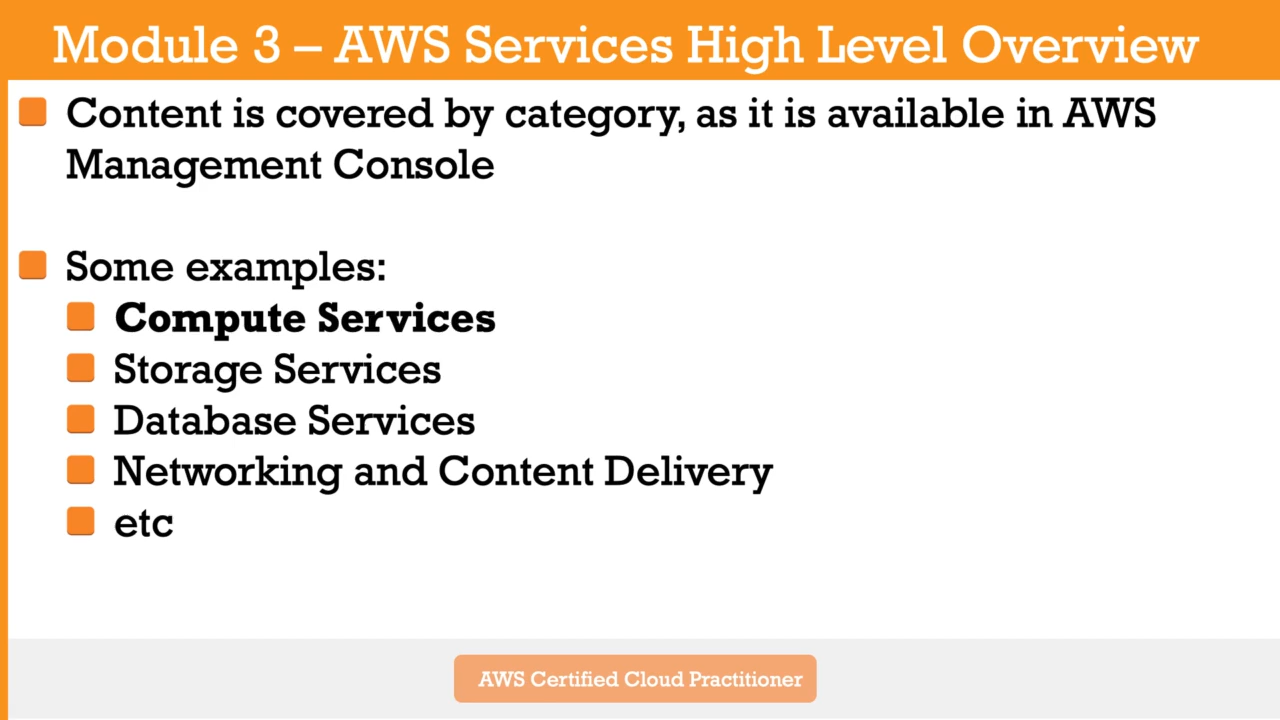 Module 3 – AWS Services High Level Overview
Content is covered by category, as it is available in AWS
Management Console
Some examples:
Compute Services
Storage Services
Database Services
Networking and Content Delivery
etc
AWS Certified Cloud Practitioner